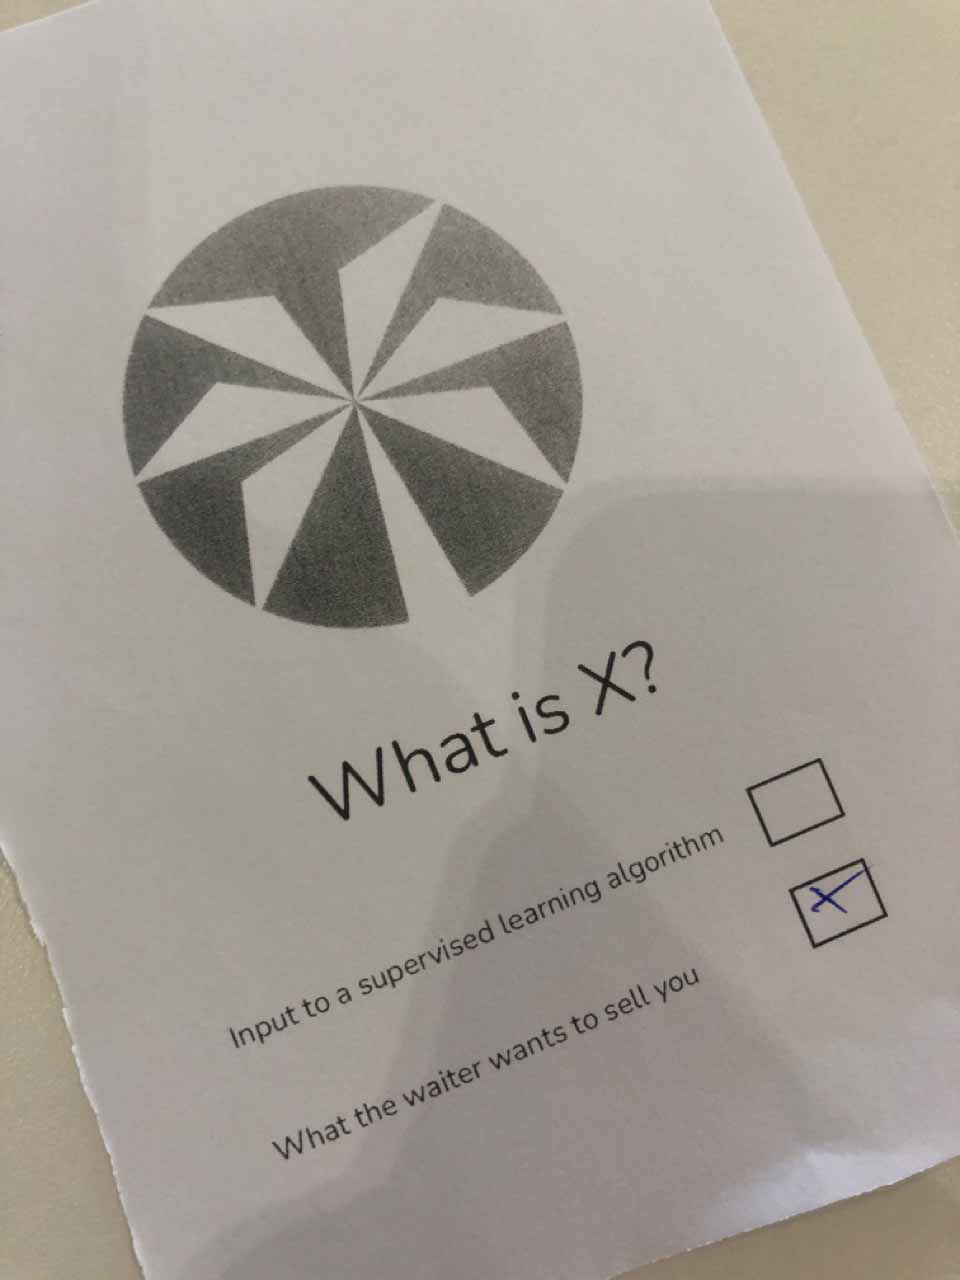 What is X?
Input to a supervised learning algorithm
What the waiter wants to sell you